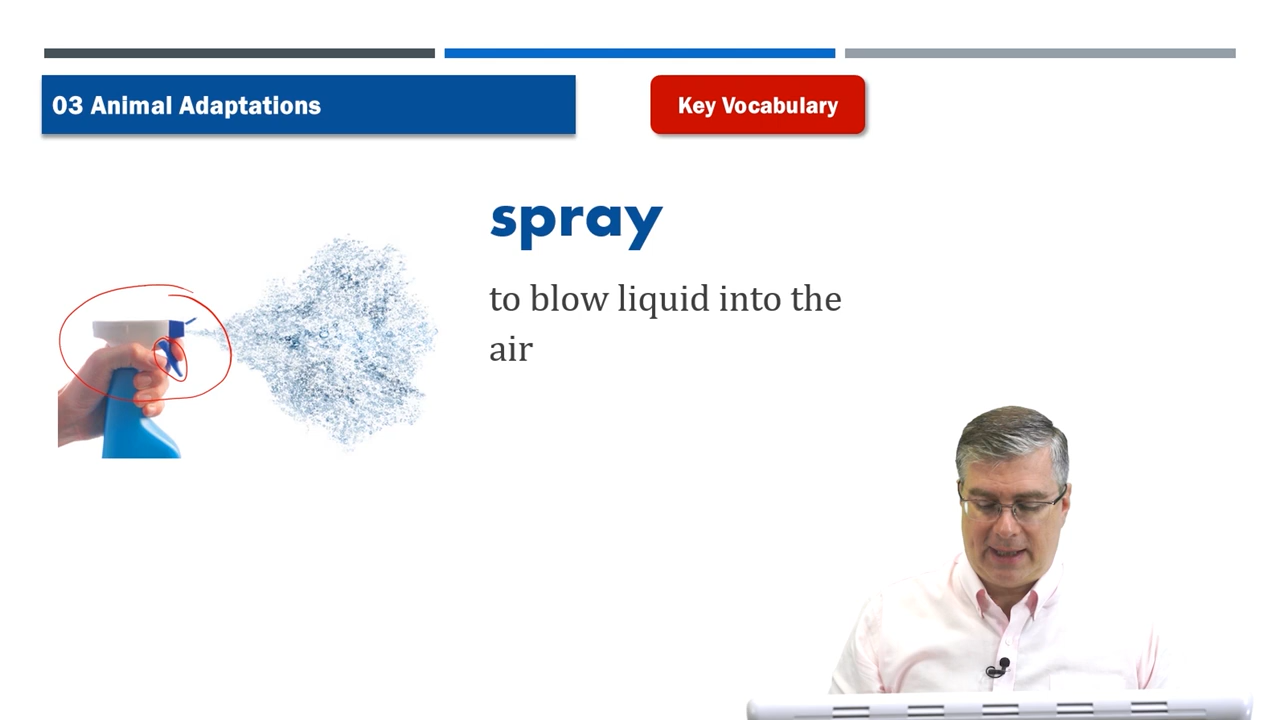 03 Animal Adaptations
Key Vocabulary
spray
to blow liquid into the
air